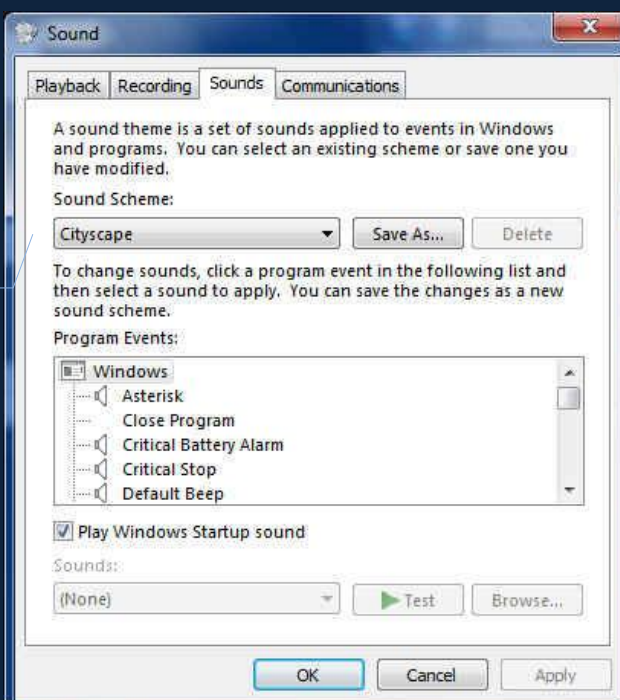 Sound
Playback Recording Sounds Communications
A sound theme is a set of sounds applied to events in Windows
and programs. You can select an existing scheme or save one you
have modified.
Sound Scheme:
Cityscape Save As... Delete
To change sounds, click a program event in the following list and
then select a sound to apply. You can save the changes as a new
sound scheme.
Program Events:
Windows
Asterisk
Close Program
Critical Battery Alarm
Critical Stop
Default Beep
Play Windows Startup sound
Sounds:
(None) Test Browse...
OK Cancel Apply